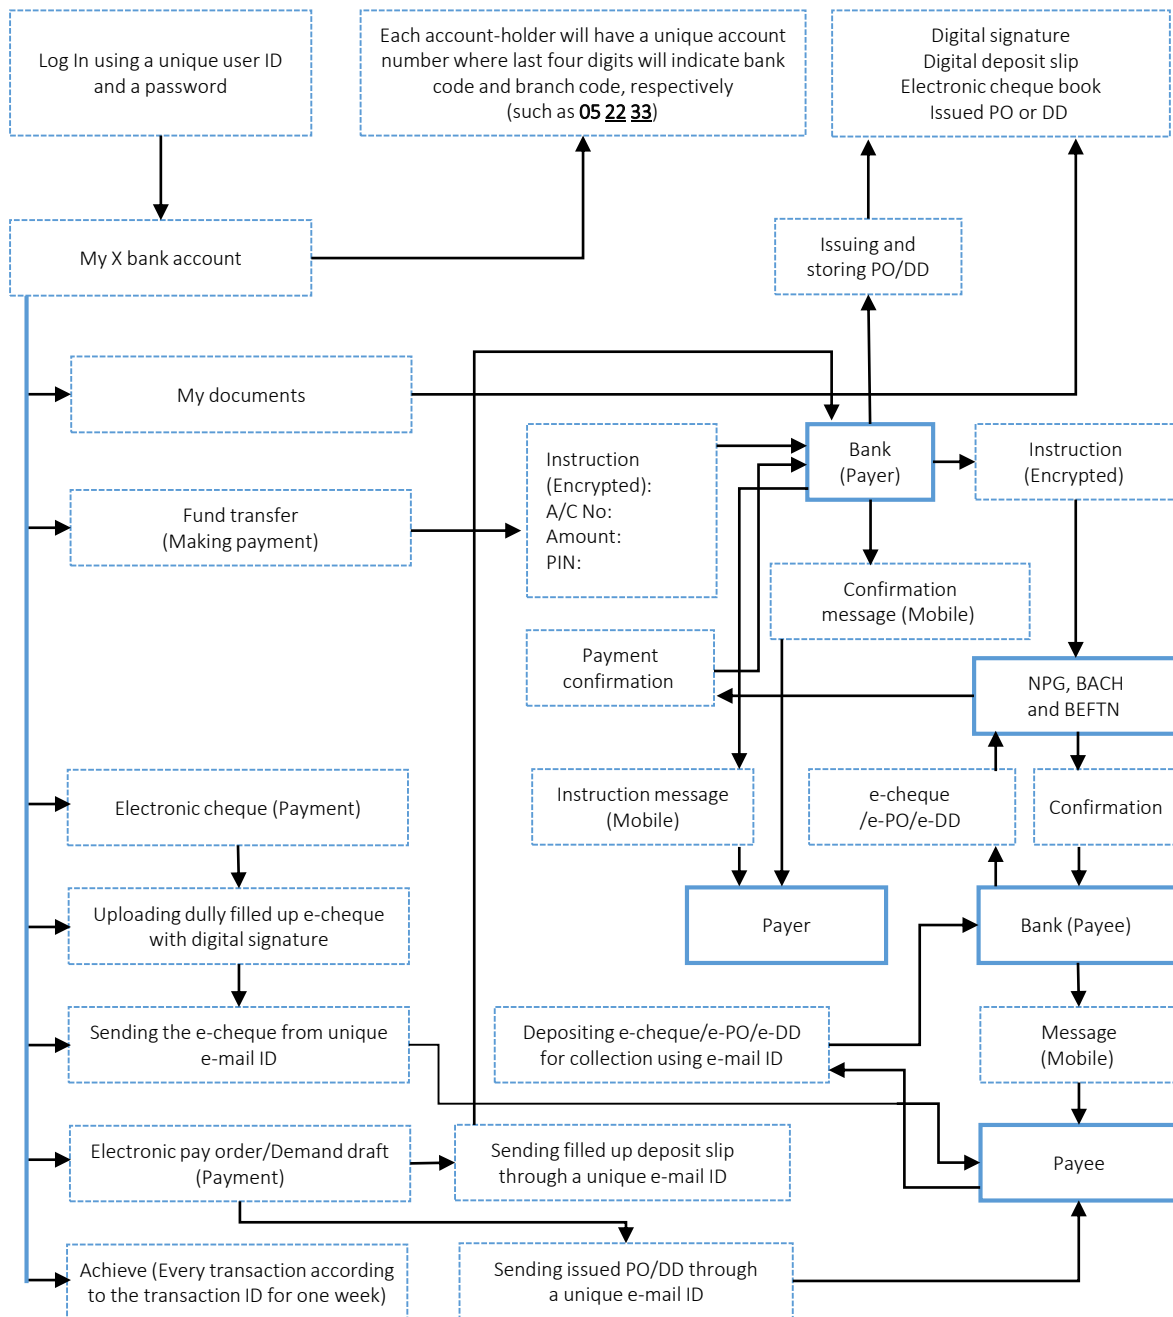 Log In using a unique user ID
and a password
Each account-holder will have a unique account
number where last four digits will indicate bank
code and branch code, respectively
(such as 05 22 33)
Digital signature
Digital deposit slip
Electronic cheque book
Issued PO or DD
My X bank account
Issuing and
storing PO/DD
My documents
Fund transfer
(Making payment)
Instruction
(Encrypted):
A/C No:
Amount:
PIN:
Bank
(Payer)
Instruction
(Encrypted)
Confirmation
message (Mobile)
Payment
confirmation
NPG, BACH
and BEFTN
Electronic cheque (Payment)
Instruction message
(Mobile)
e-cheque
/e-PO/e-DD
Confirmation
Uploading dully filled up e-cheque
with digital signature
Payer
Bank (Payee)
Sending the e-cheque from unique
e-mail ID
Depositing e-cheque/e-PO/e-DD
for collection using e-mail ID
Message
(Mobile)
Electronic pay order/Demand draft
(Payment)
Sending filled up deposit slip
through a unique e-mail ID
Payee
Achieve (Every transaction according
to the transaction ID for one week)
Sending issued PO/DD through
a unique e-mail ID